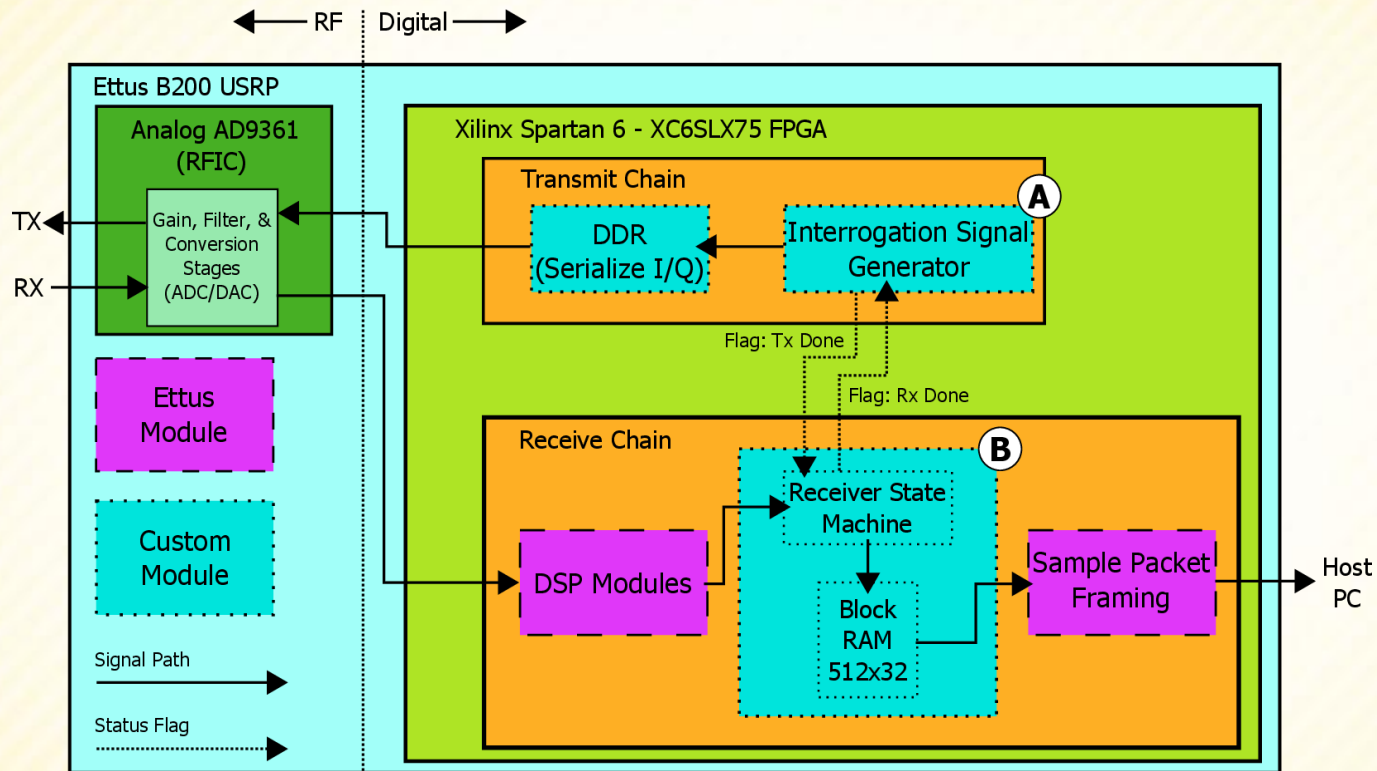 RF
Digital
Ettus B200 USRP
Analog AD9361
(RFIC)
Gain, Filter, &
Conversion
Stages
(ADC/DAC)
TX
RX
Xilinx Spartan 6 - XC6SLX75 FPGA
Transmit Chain
A
DDR
(Serialize I/Q)
Interrogation Signal
Generator
Flag: Tx Done
Flag: Rx Done
Ettus
Module
Custom
Module
Signal Path
Status Flag
Receive Chain
B
Receiver State
Machine
DSP Modules
Block
RAM
512x32
Sample Packet
Framing
Host
PC